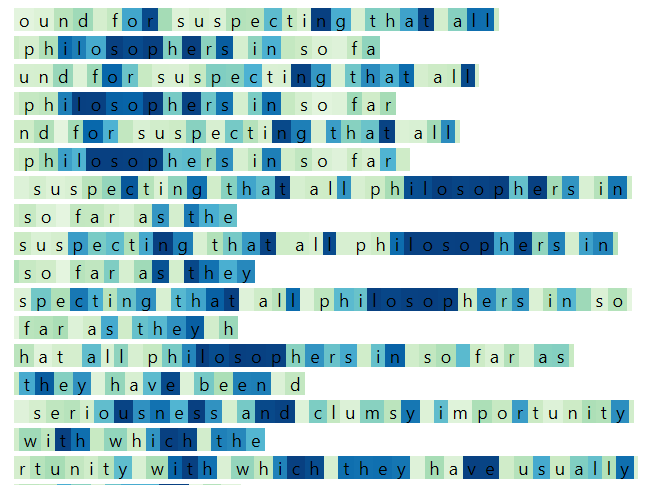 ound for suspecting that all
philosophers in so fa
und for suspecting that all
philosophers in so far
nd for suspecting that all
philosophers in so far
suspecting that all philosophers in
so far as the
suspecting that all philosophers in
so far as they
specting that all philosophers in so
far as they h
hat all philosophers in so far as
they have been d
seriousness and clumsy importunity
with which the
rtunity with which they have usually